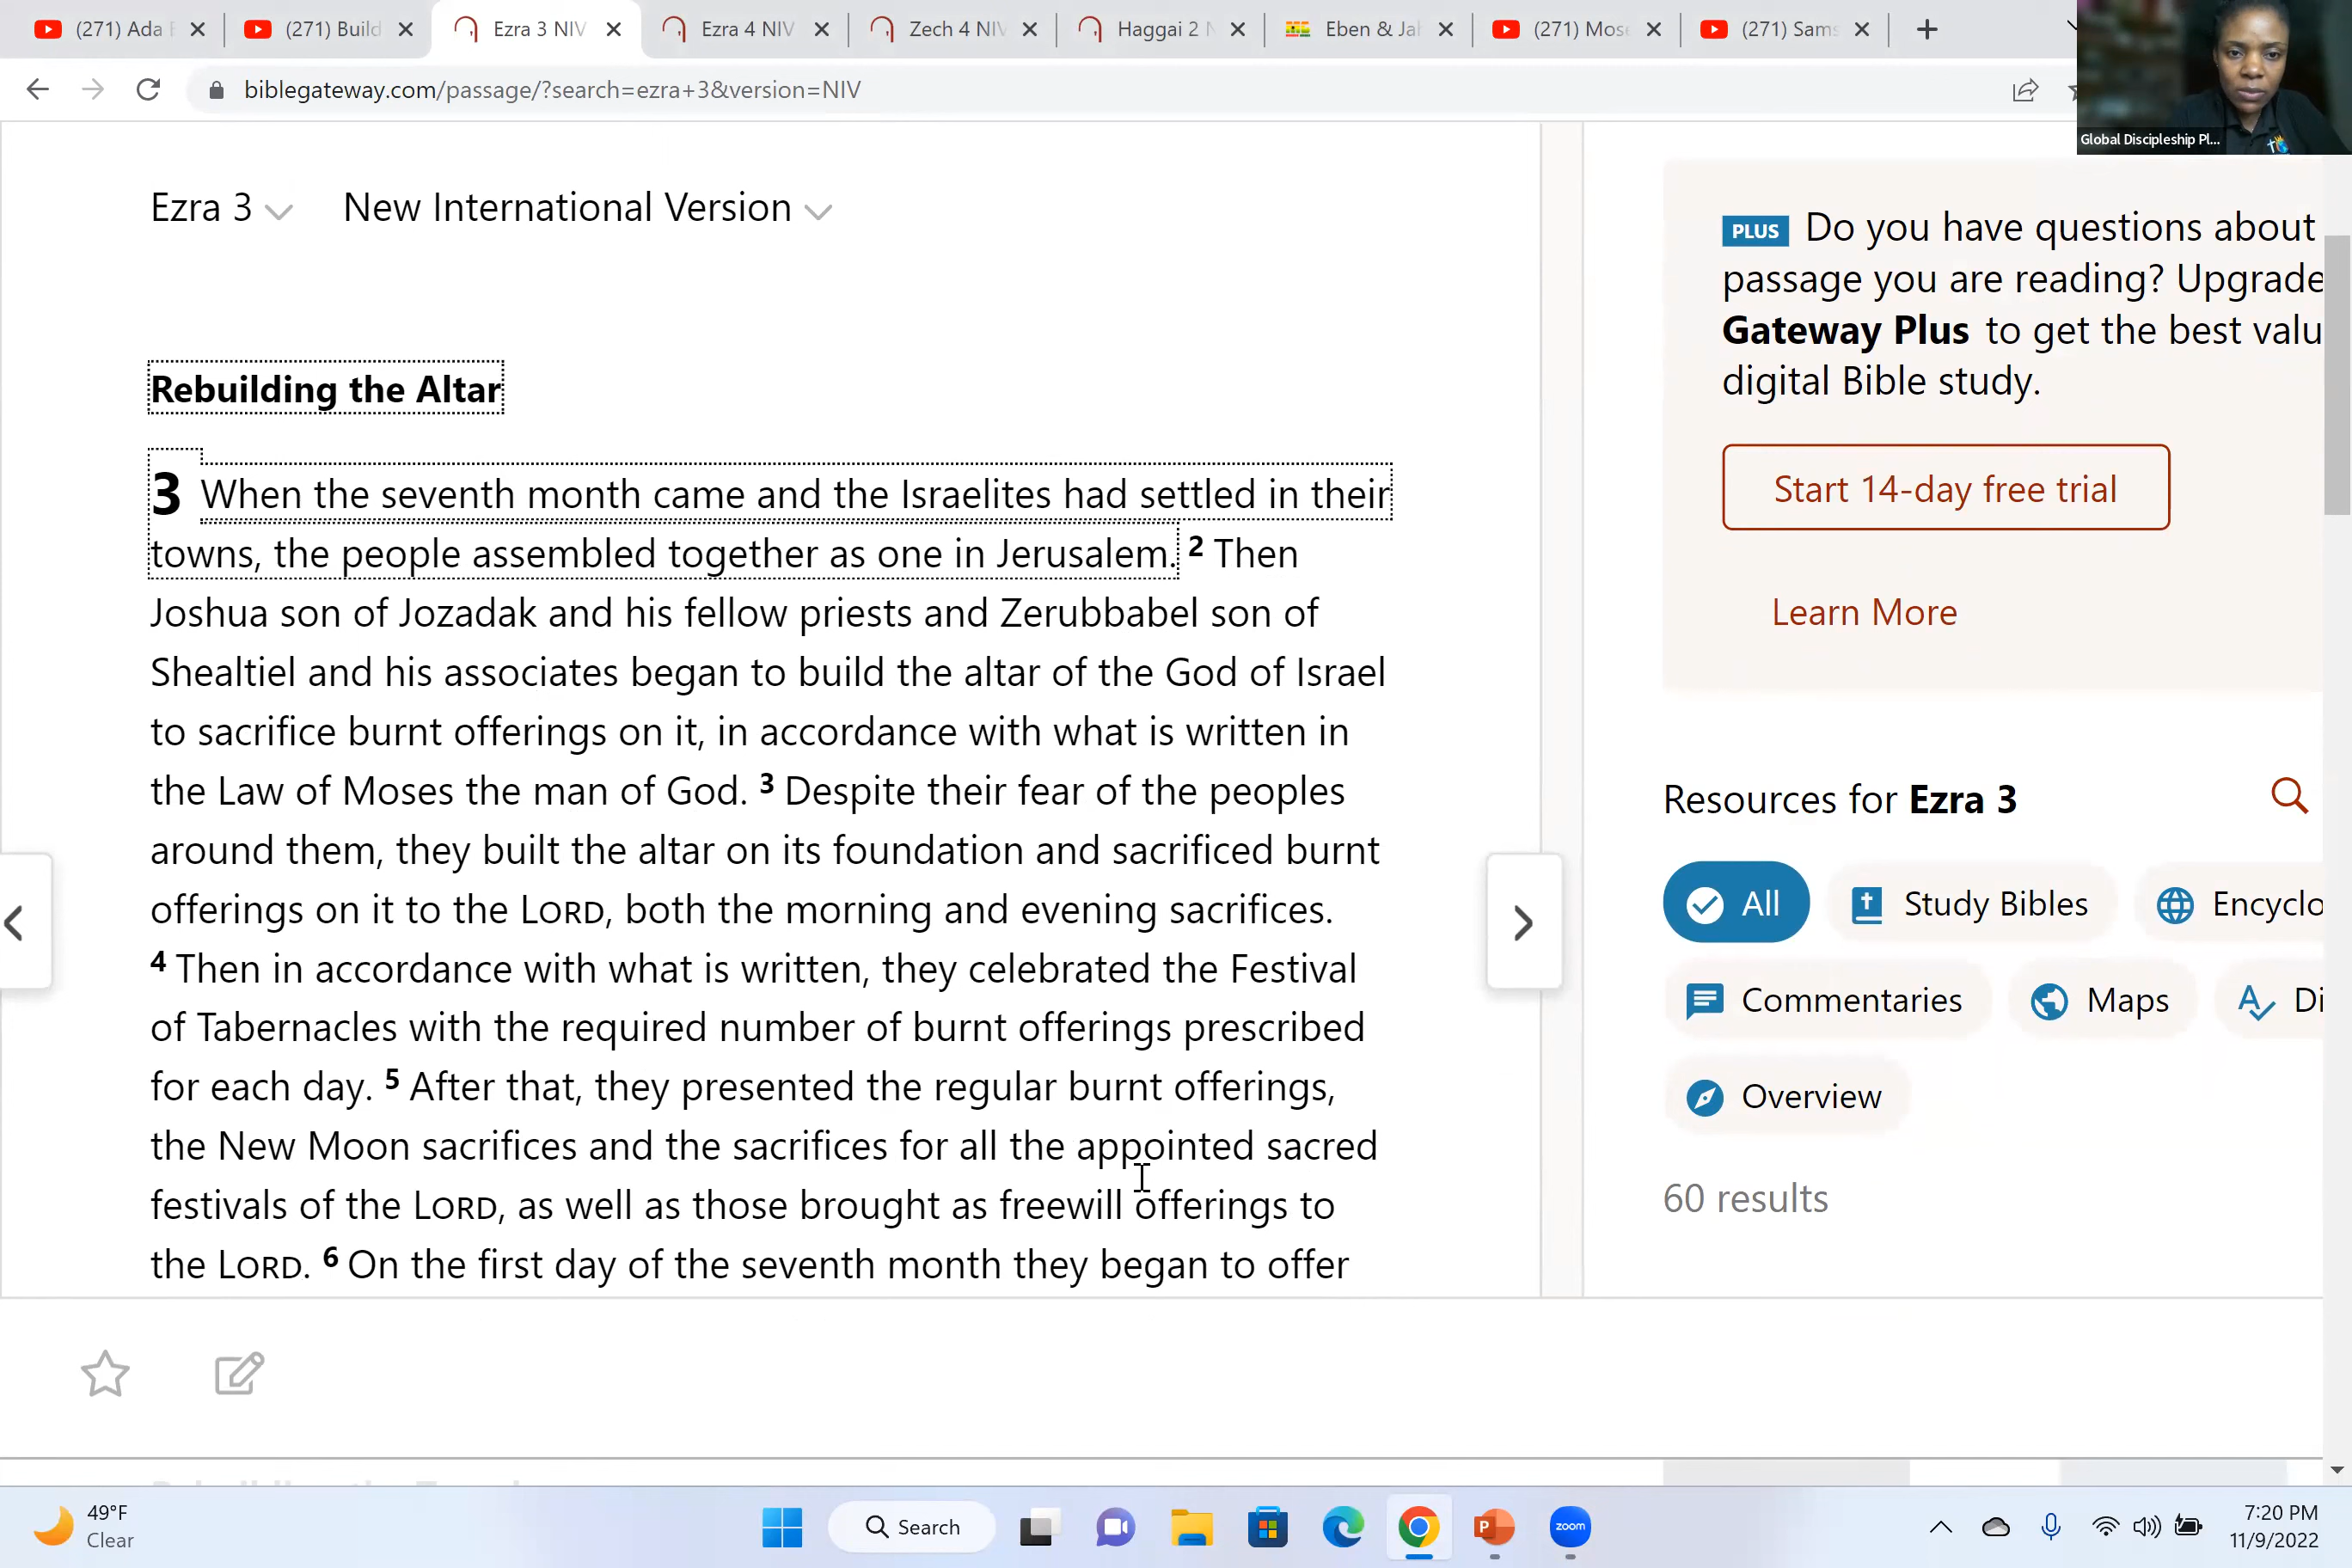 (271) Ada
(271) Build
Ezra 3 NIV
Ezra 4 NIV
Zech 4 NIV
Haggai 2
Eben & Jah
(271) Mose
(271) Sams
biblegateway.com/passage/?search=ezra+3&version=NIV
Global Discipleship Pl...
Ezra 3
New International Version
Rebuilding the Altar
3 When the seventh month came and the Israelites had settled in their
towns, the people assembled together as one in Jerusalem. 2 Then
Joshua son of Jozadak and his fellow priests and Zerubbabel son of
Shealtiel and his associates began to build the altar of the God of Israel
to sacrifice burnt offerings on it, in accordance with what is written in
the Law of Moses the man of God. 3 Despite their fear of the peoples
around them, they built the altar on its foundation and sacrificed burnt
offerings on it to the LORD, both the morning and evening sacrifices.
4 Then in accordance with what is written, they celebrated the Festival
of Tabernacles with the required number of burnt offerings prescribed
for each day. 5 After that, they presented the regular burnt offerings,
the New Moon sacrifices and the sacrifices for all the appointed sacred
festivals of the LORD, as well as those brought as freewill offerings to
the LORD. 6 On the first day of the seventh month they began to offer
PLUS Do you have questions about
passage you are reading? Upgrade
Gateway Plus to get the best valu
digital Bible study.
Start 14-day free trial
Learn More
Resources for Ezra 3
All
Study Bibles
Encyclo
Commentaries
Maps
Di
Overview
60 results
49°F
Clear
Search
zoom
7:20 PM
11/9/2022